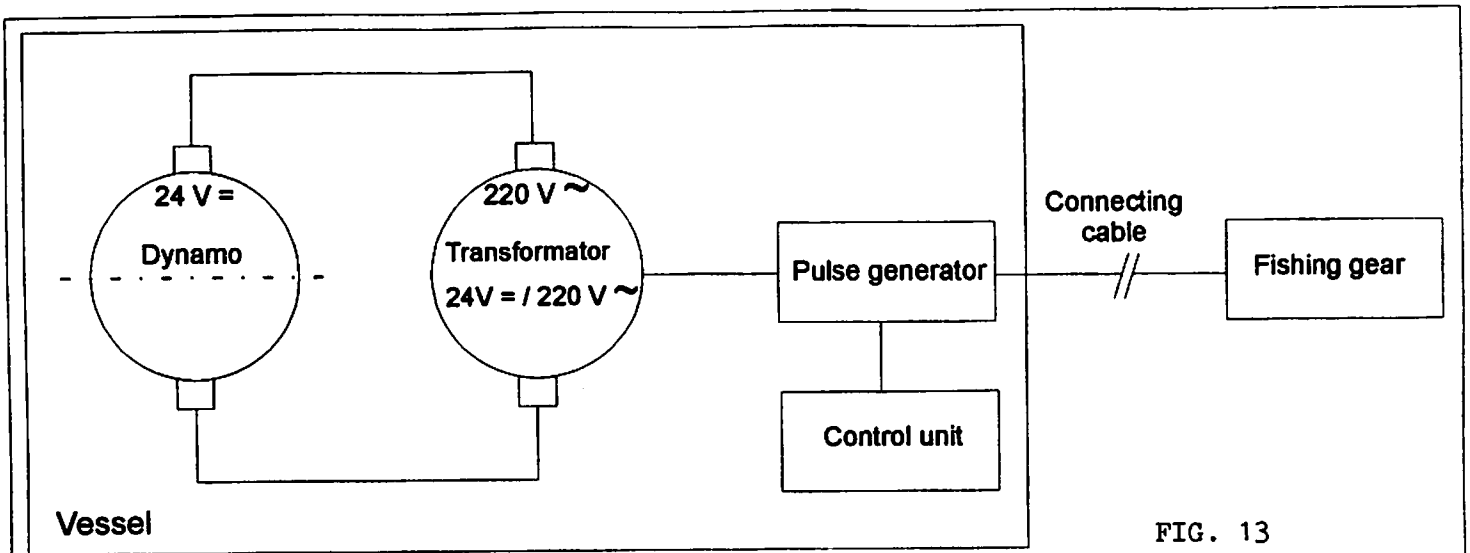 24 V =
Dynamo
220 V ~
Transformator
24V = / 220 V ~
Pulse generator
Control unit
Connecting
cable
Fishing gear
Vessel
FIG. 13